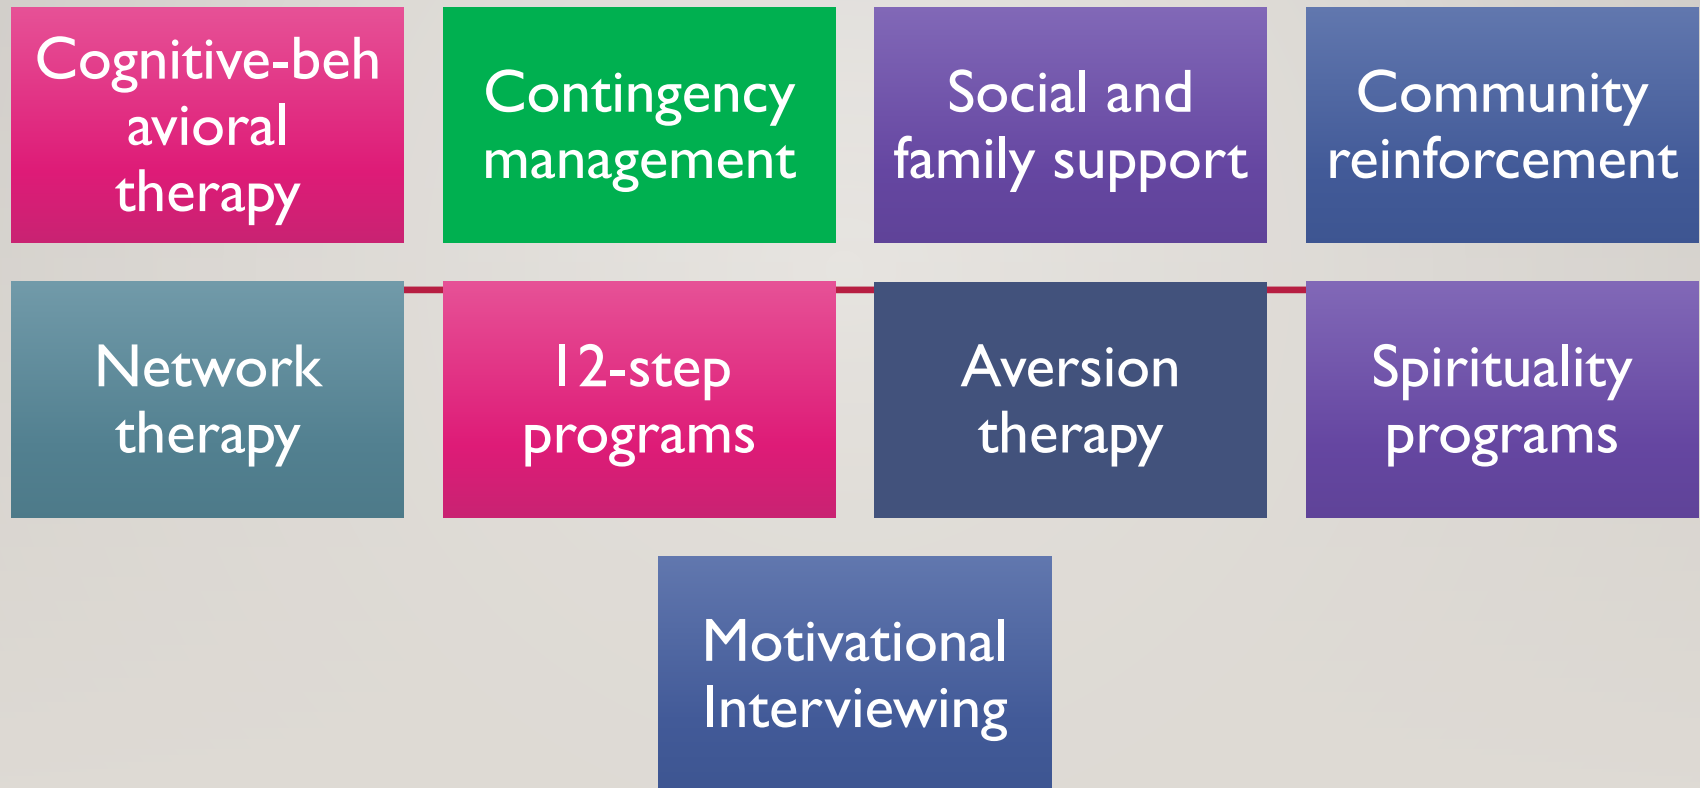 Cognitive-beh
avioral
therapy
Contingency
management
Social and
family support
Community
reinforcement
Network
therapy
12-step
programs
Aversion
therapy
Spirituality
programs
Motivational
Interviewing